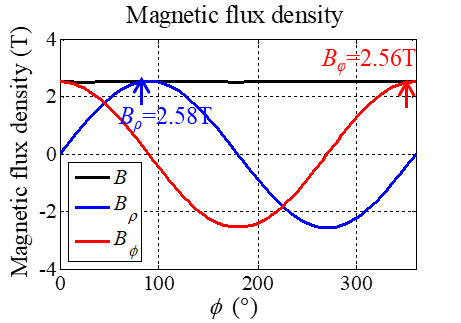 Magnetic flux density
Magnetic flux density (T)
4
2
0
-2
-4
0
100
200
300
ϕ (°)
Bφ=2.56T
Bρ=2.58T
B
Bρ
Bϕ